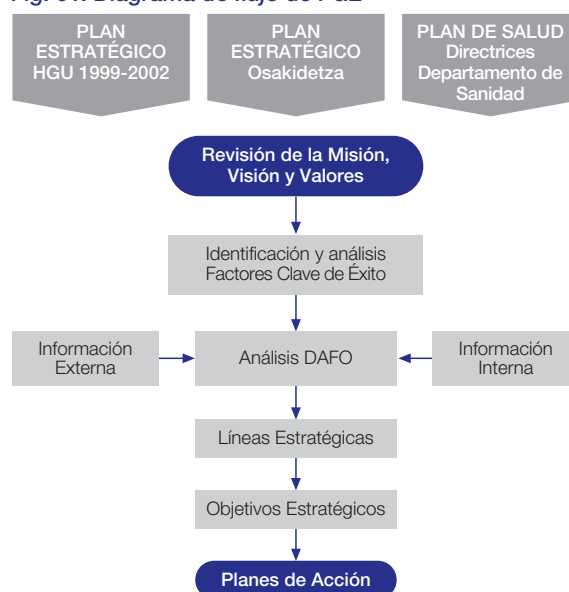 PLAN
ESTRATÉGICO
HGU 1999-2002
PLAN
ESTRATÉGICO
Osakidetza
PLAN DE SALUD
Directrices
Departamento de
Sanidad
Revisión de la Misión,
Visión y Valores
Identificación y análisis
Factores Clave de Éxito
Información
Externa
Análisis DAFO
Información
Interna
Líneas Estratégicas
Objetivos Estratégicos
Planes de Acción